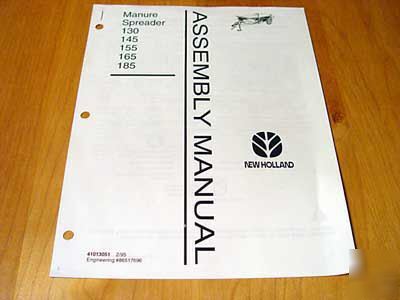 Manure
Spreader
130
145
155
165
185
ASSEMBLY MANUAL
NEW HOLLAND
41013051 2/95
Engineering #86517696